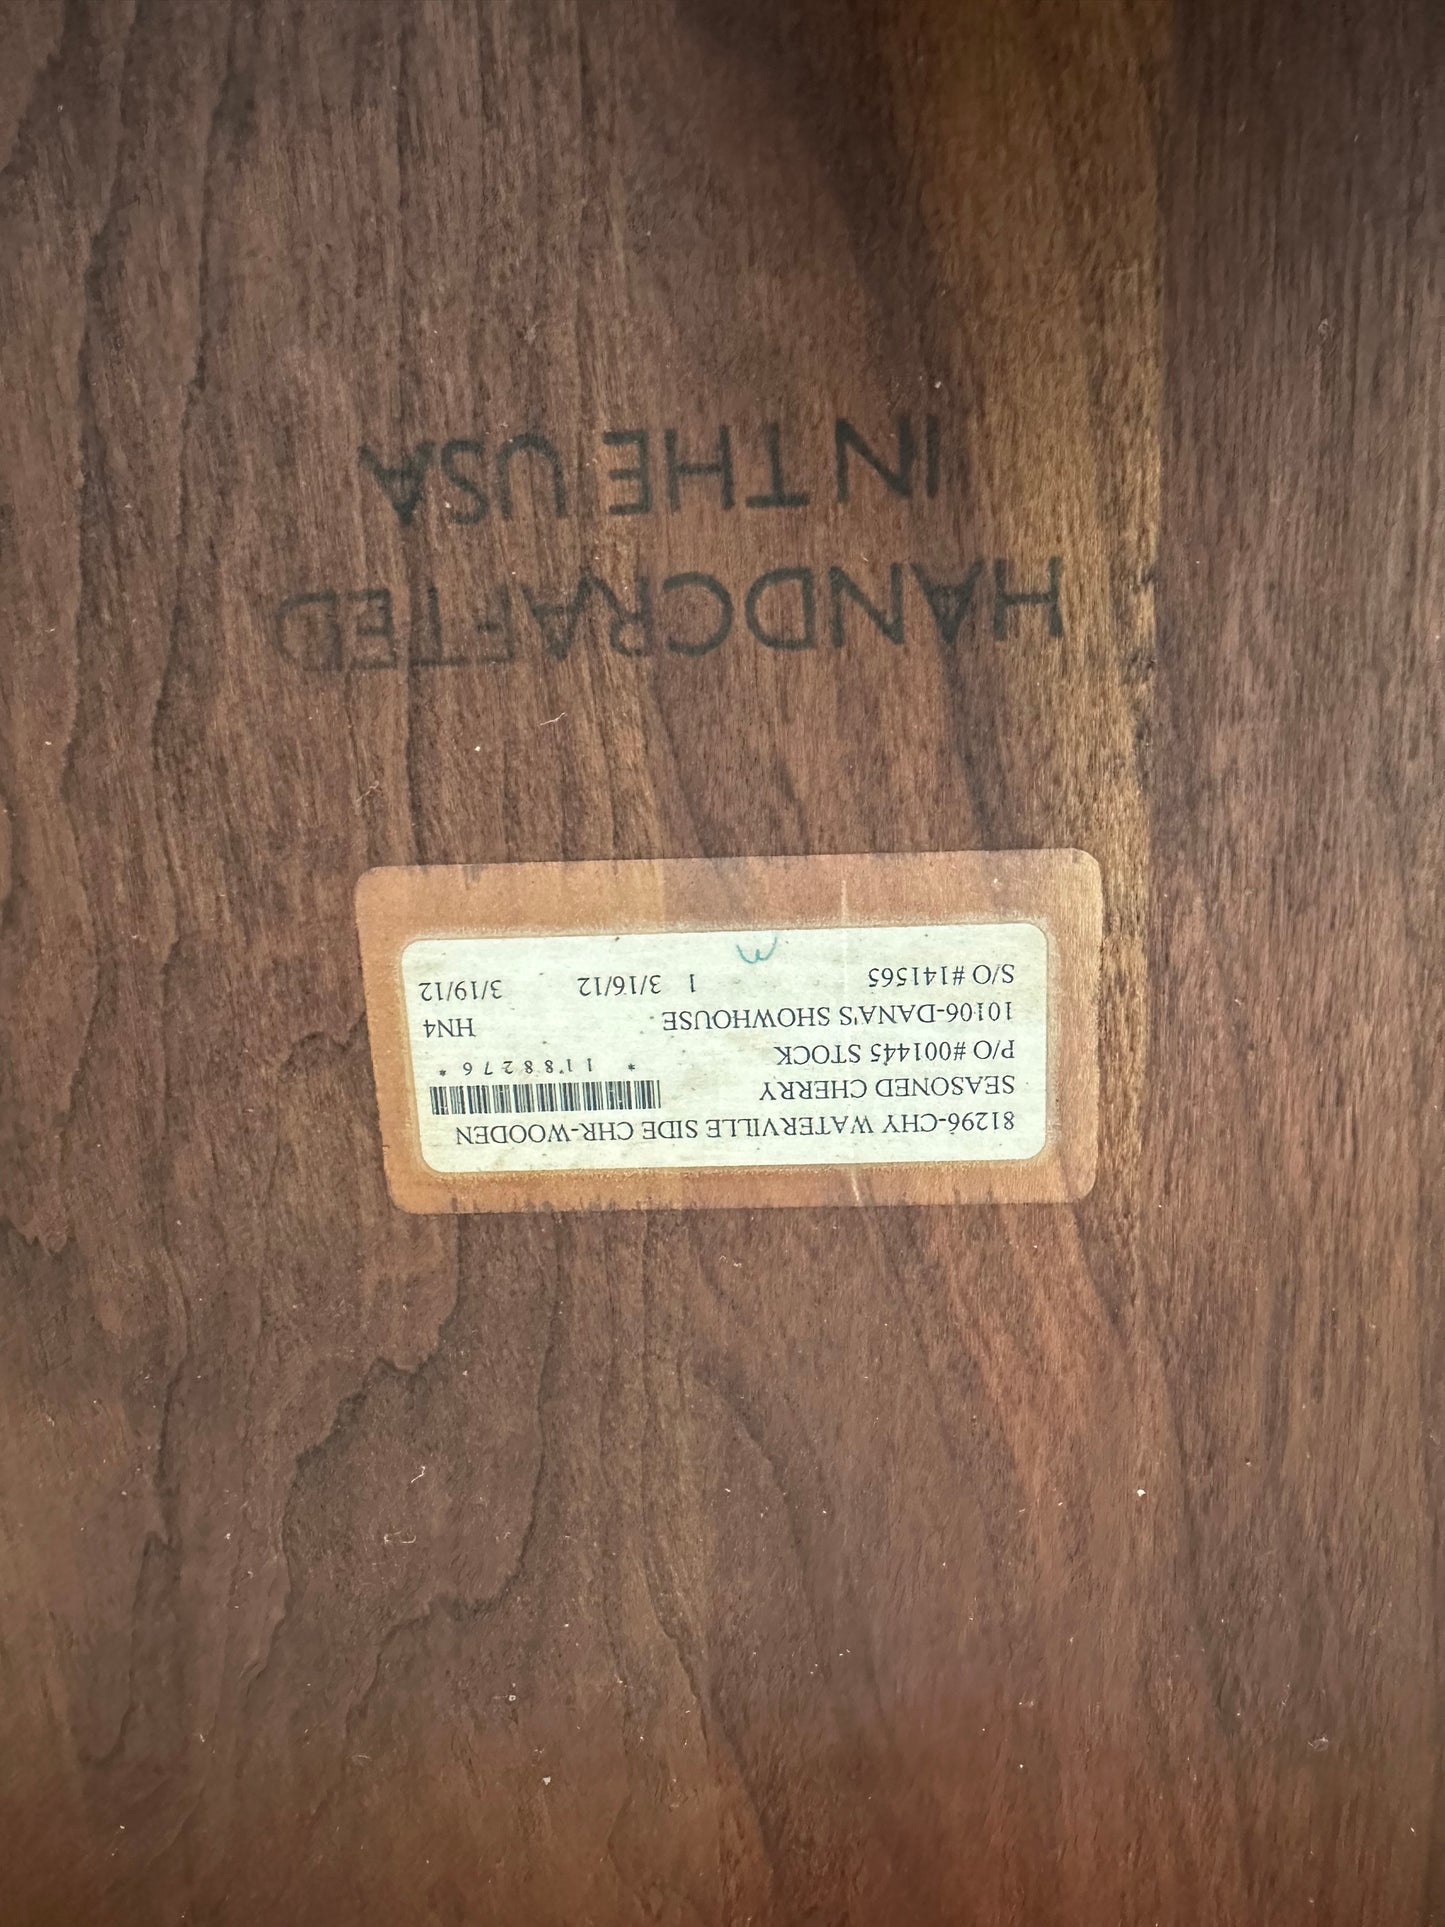 81296-CHY WATERVILLE SIDE CHR-WOODEN
SEASONED CHERRY
P/O #001445 STOCK * 1188276 *
10106-DANA'S SHOWHOUSE HN4
S/O #141565 1 3/16/12 3/19/12
HANDCRAFTED
IN THE USA